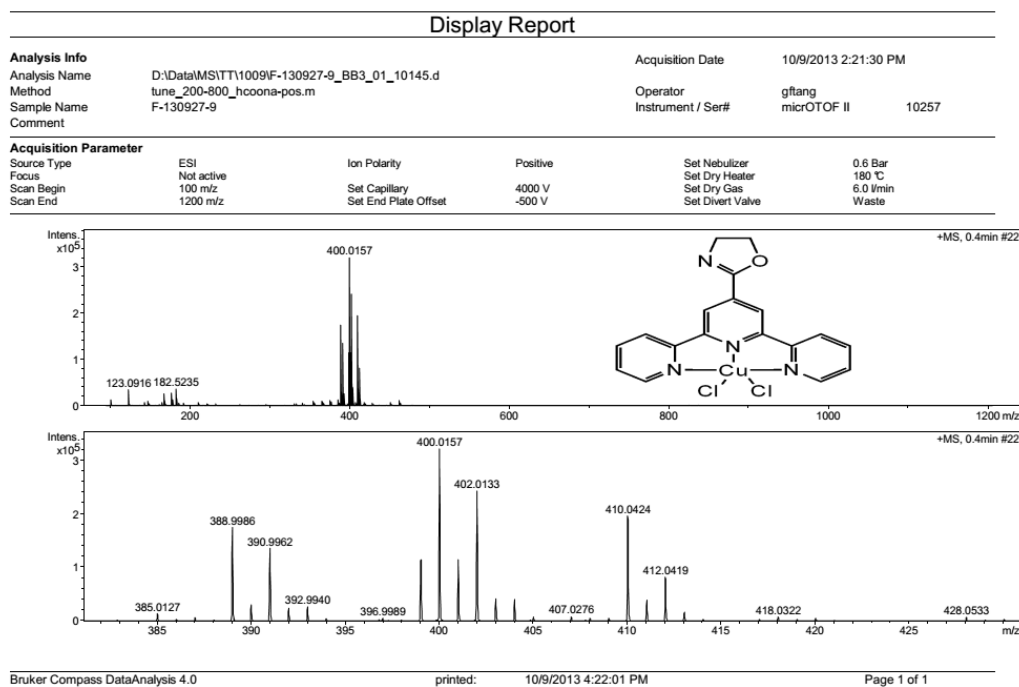 Display Report
Analysis Info
Acquisition Date 10/9/2013 2:21:30 PM
Analysis Name D:\Data\MS\TT\1009\F-130927-9_BB3_01_10145.d
Method tune_200-800_hcoona-pos.m Operator gftang
Sample Name F-130927-9 Instrument / Ser# micrOTOF II 10257
Comment
Acquisition Parameter
Source Type ESI Ion Polarity Positive Set Nebulizer 0.6 Bar
Focus Not active Set Dry Heater 180 °C
Scan Begin 100 m/z Set Capillary 4000 V Set Dry Gas 6.0 l/min
Scan End 1200 m/z Set End Plate Offset -500 V Set Divert Valve Waste
Intens. +MS, 0.4min #22
x105
400.0157
3
2
1
0
123.0916 182.5235
N O
N
N Cu N
Cl Cl
200 400 600 800 1000 1200 m/z
Intens. +MS, 0.4min #22
x105
400.0157
3
402.0133
2
410.0424
388.9986
390.9962
1
412.0419
385.0127 392.9940 396.9989 407.0276 418.0322 428.0533
0
385 390 395 400 405 410 415 420 425 m/z
Bruker Compass DataAnalysis 4.0 printed: 10/9/2013 4:22:01 PM Page 1 of 1